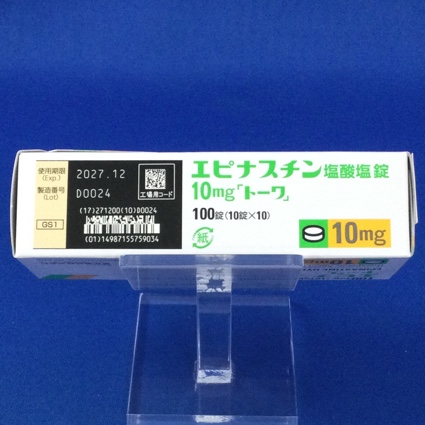 使用期限
(Exp.)
2027.12
製造番号
(Lot)
D0024
工場用コード
GS1
(17)271200(10)D0024
(01)14987155759034
エピナスチン塩酸塩錠
10mg「トーワ」
100錠(10錠×10)
紙
10mg